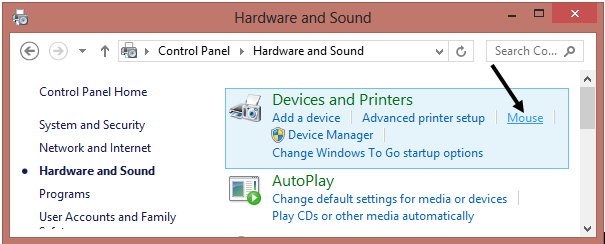 Hardware and Sound
Control Panel Hardware and Sound
Search Co...
Control Panel Home
System and Security
Network and Internet
Hardware and Sound
Programs
User Accounts and Family
Devices and Printers
Add a device Advanced printer setup Mouse
Device Manager
Change Windows To Go startup options
AutoPlay
Change default settings for media or devices
Play CDs or other media automatically